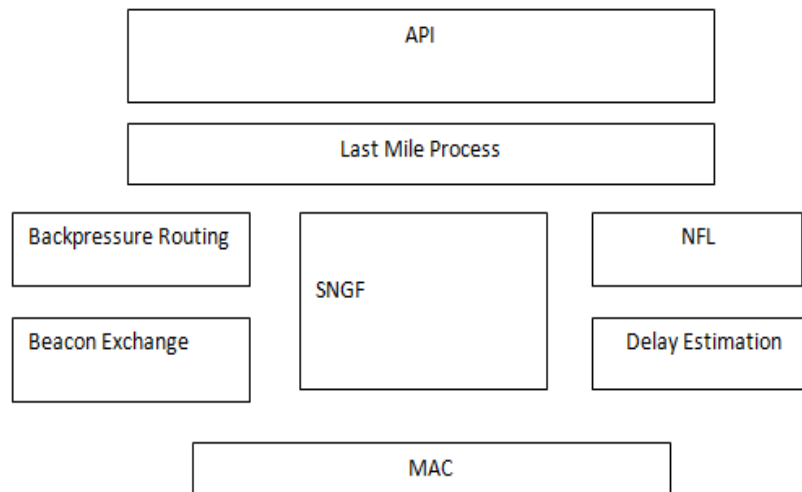 API
Last Mile Process
Backpressure Routing
SNGF
NFL
Beacon Exchange
Delay Estimation
MAC